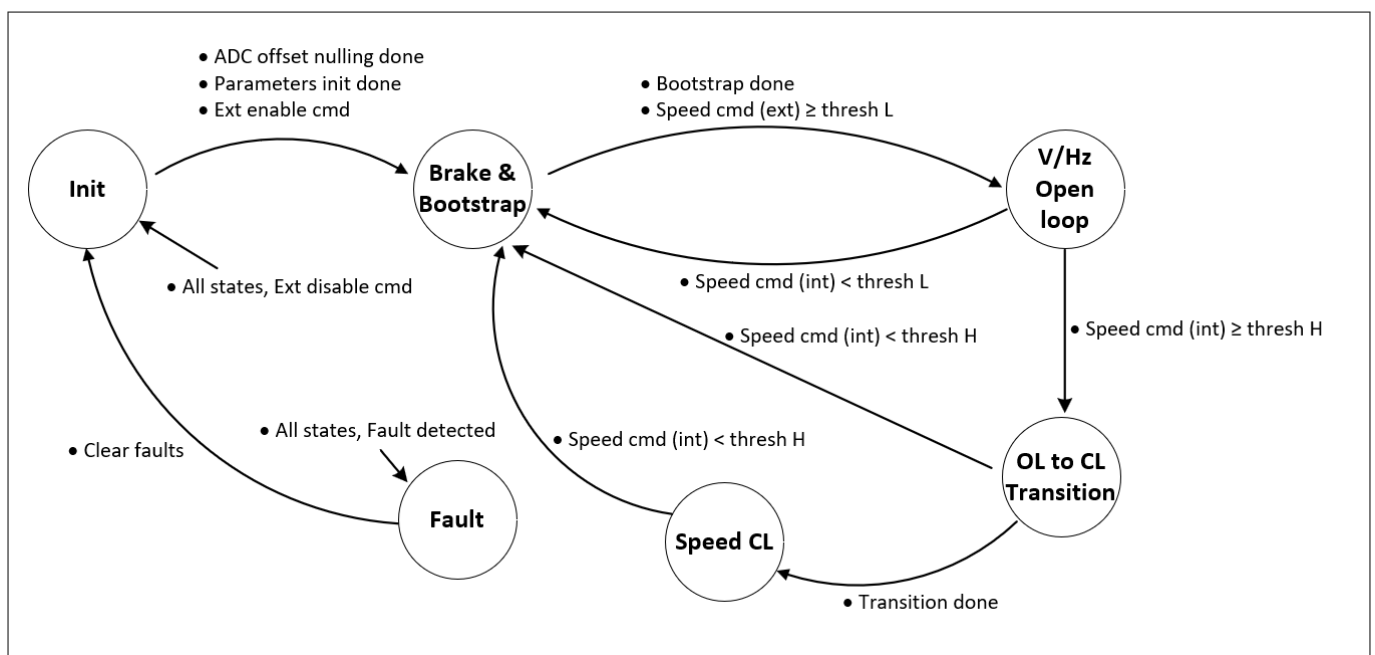 ● ADC offset nulling done
● Parameters init done
● Ext enable cmd
● Bootstrap done
● Speed cmd (ext) ≥ thresh L
Init
Brake &
Bootstrap
V/Hz
Open
loop
● All states, Ext disable cmd
● Speed cmd (int) < thresh L
● Speed cmd (int) < thresh H
● Speed cmd (int) ≥ thresh H
● Clear faults
● All states, Fault detected
● Speed cmd (int) < thresh H
OL to CL
Transition
Fault
Speed CL
● Transition done